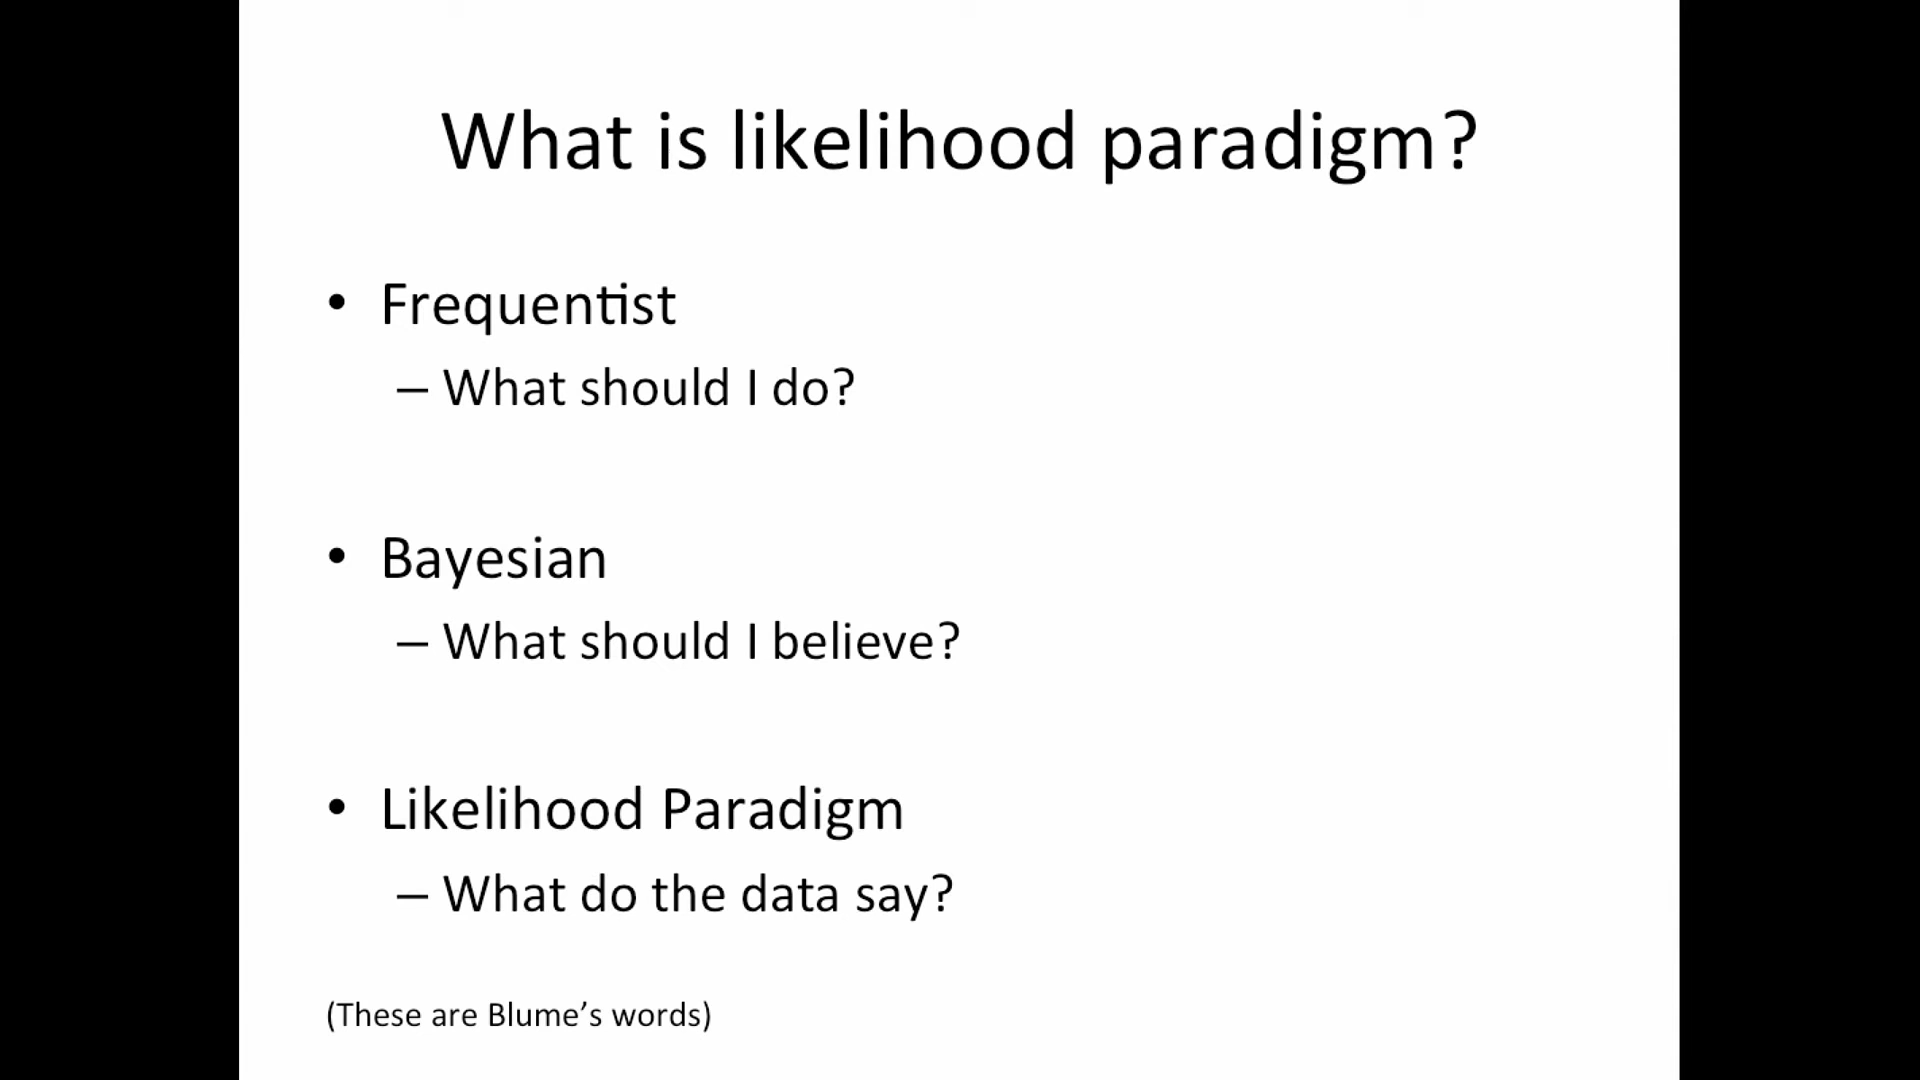 What is likelihood paradigm?
• Frequentist
– What should I do?
• Bayesian
– What should I believe?
• Likelihood Paradigm
– What do the data say?
(These are Blume’s words)